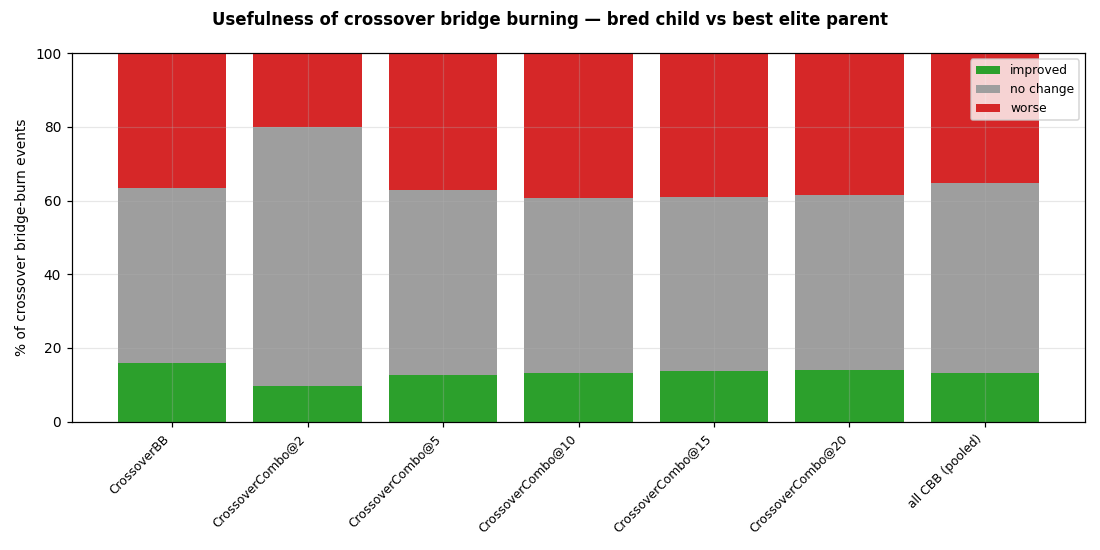 Usefulness of crossover bridge burning — bred child vs best elite parent
% of crossover bridge-burn events
100
80
60
40
20
0
improved
no change
worse
CrossoverBB
CrossoverCombo@2
CrossoverCombo@5
CrossoverCombo@10
CrossoverCombo@15
CrossoverCombo@20
all CBB (pooled)